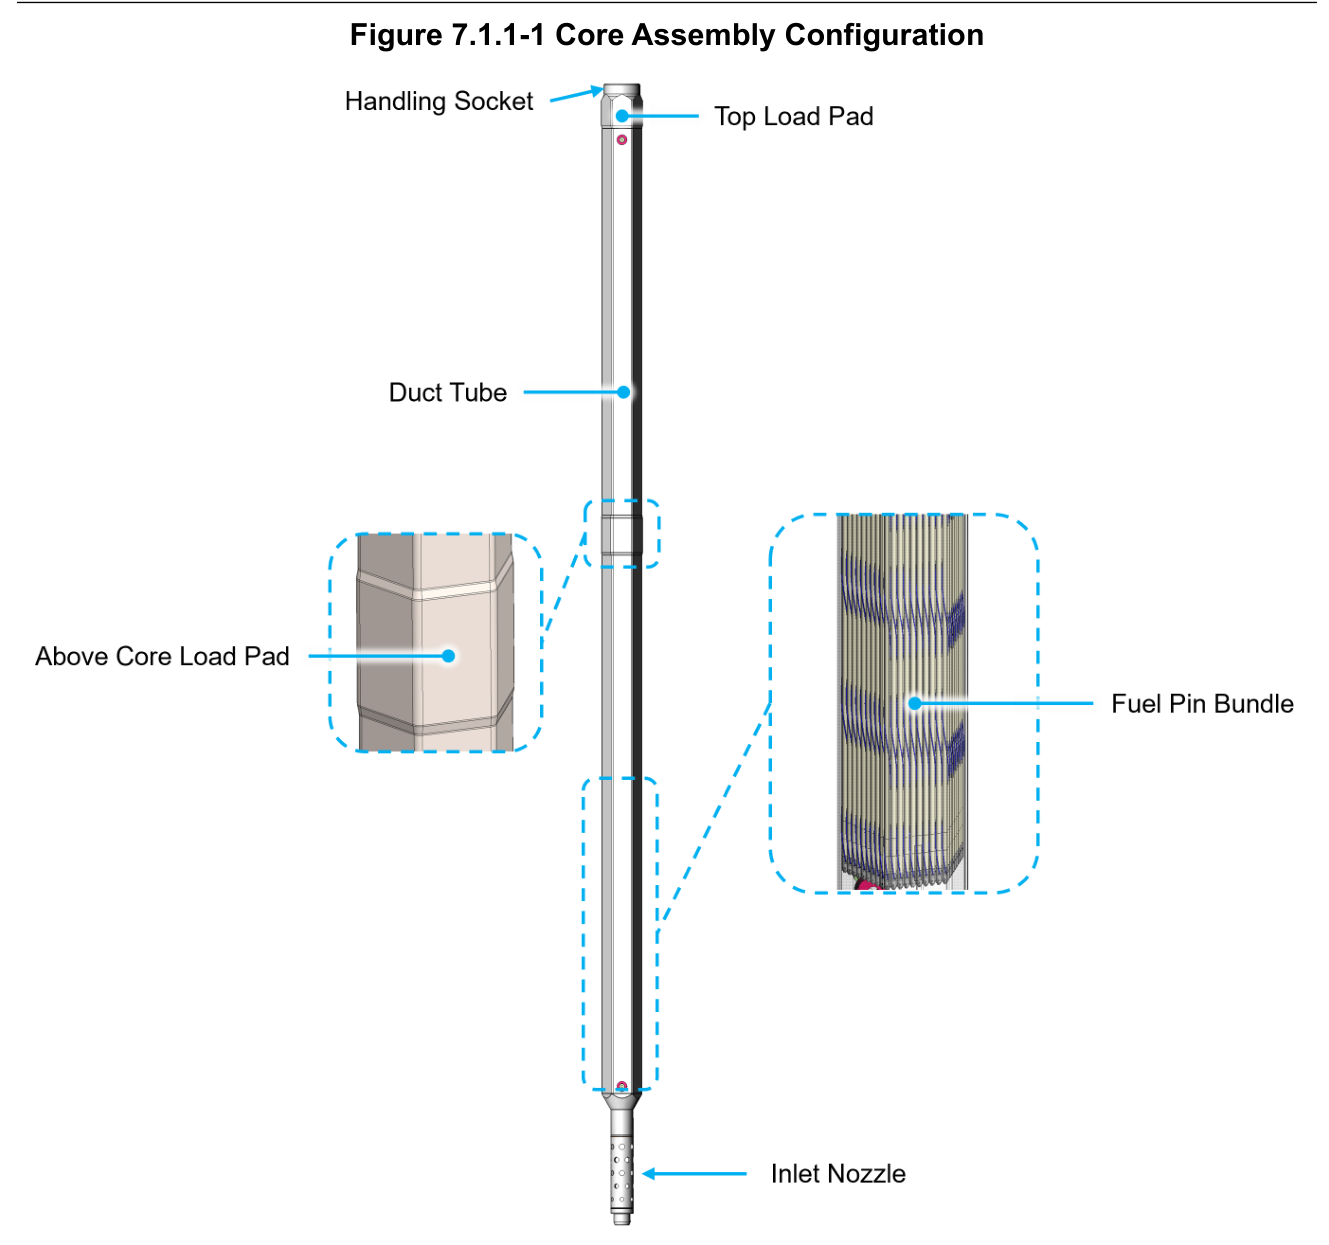 Figure 7.1.1-1 Core Assembly Configuration
Handling Socket
Top Load Pad
Duct Tube
Above Core Load Pad
Fuel Pin Bundle
Inlet Nozzle